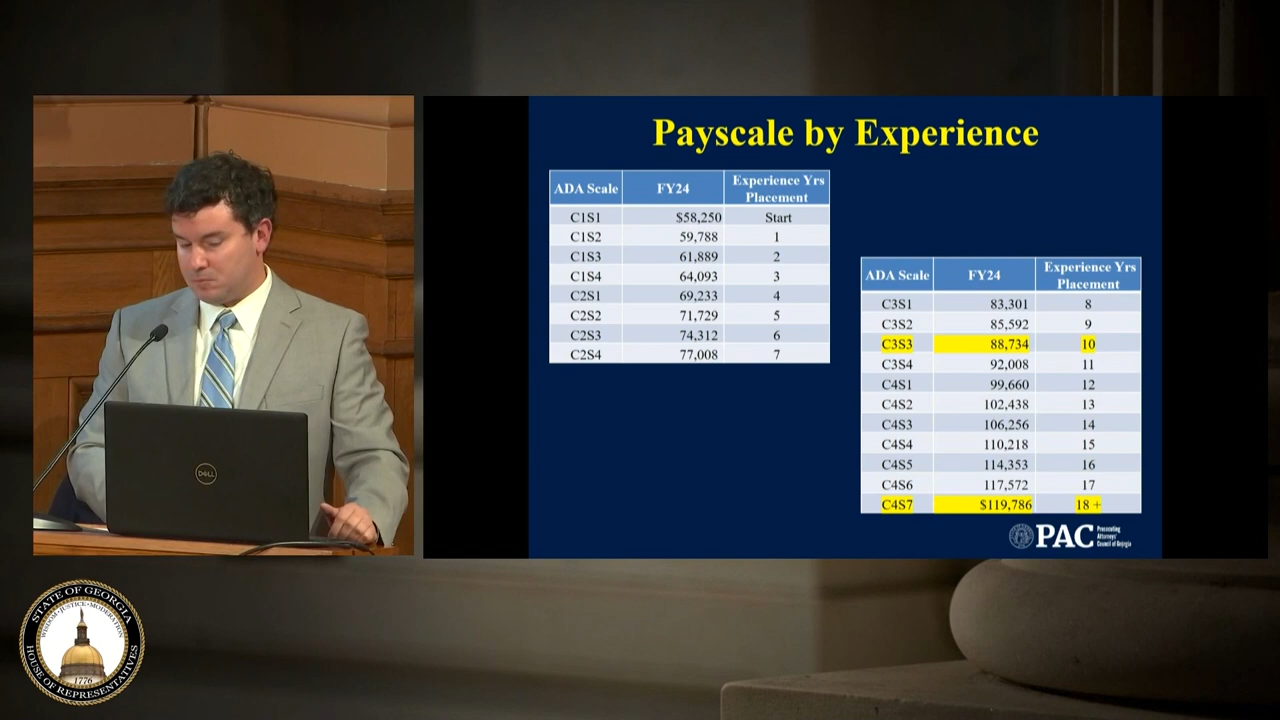 Payscale by Experience
ADA Scale FY24 Experience Yrs Placement
C1S1 $58,250 Start
C1S2 59,788 1
C1S3 61,889 2
C1S4 64,093 3
C2S1 69,233 4
C2S2 71,729 5
C2S3 74,312 6
C2S4 77,008 7
ADA Scale FY24 Experience Yrs Placement
C3S1 83,301 8
C3S2 85,592 9
C3S3 88,734 10
C3S4 92,008 11
C4S1 99,660 12
C4S2 102,438 13
C4S3 106,256 14
C4S4 110,218 15
C4S5 114,353 16
C4S6 117,572 17
C4S7 $119,786 18 +
PAC Prosecuting
Attorneys'
Council of Georgia
DELL
STATE OF GEORGIA
WISDOM · JUSTICE · MODERATION
1776
HOUSE OF REPRESENTATIVES